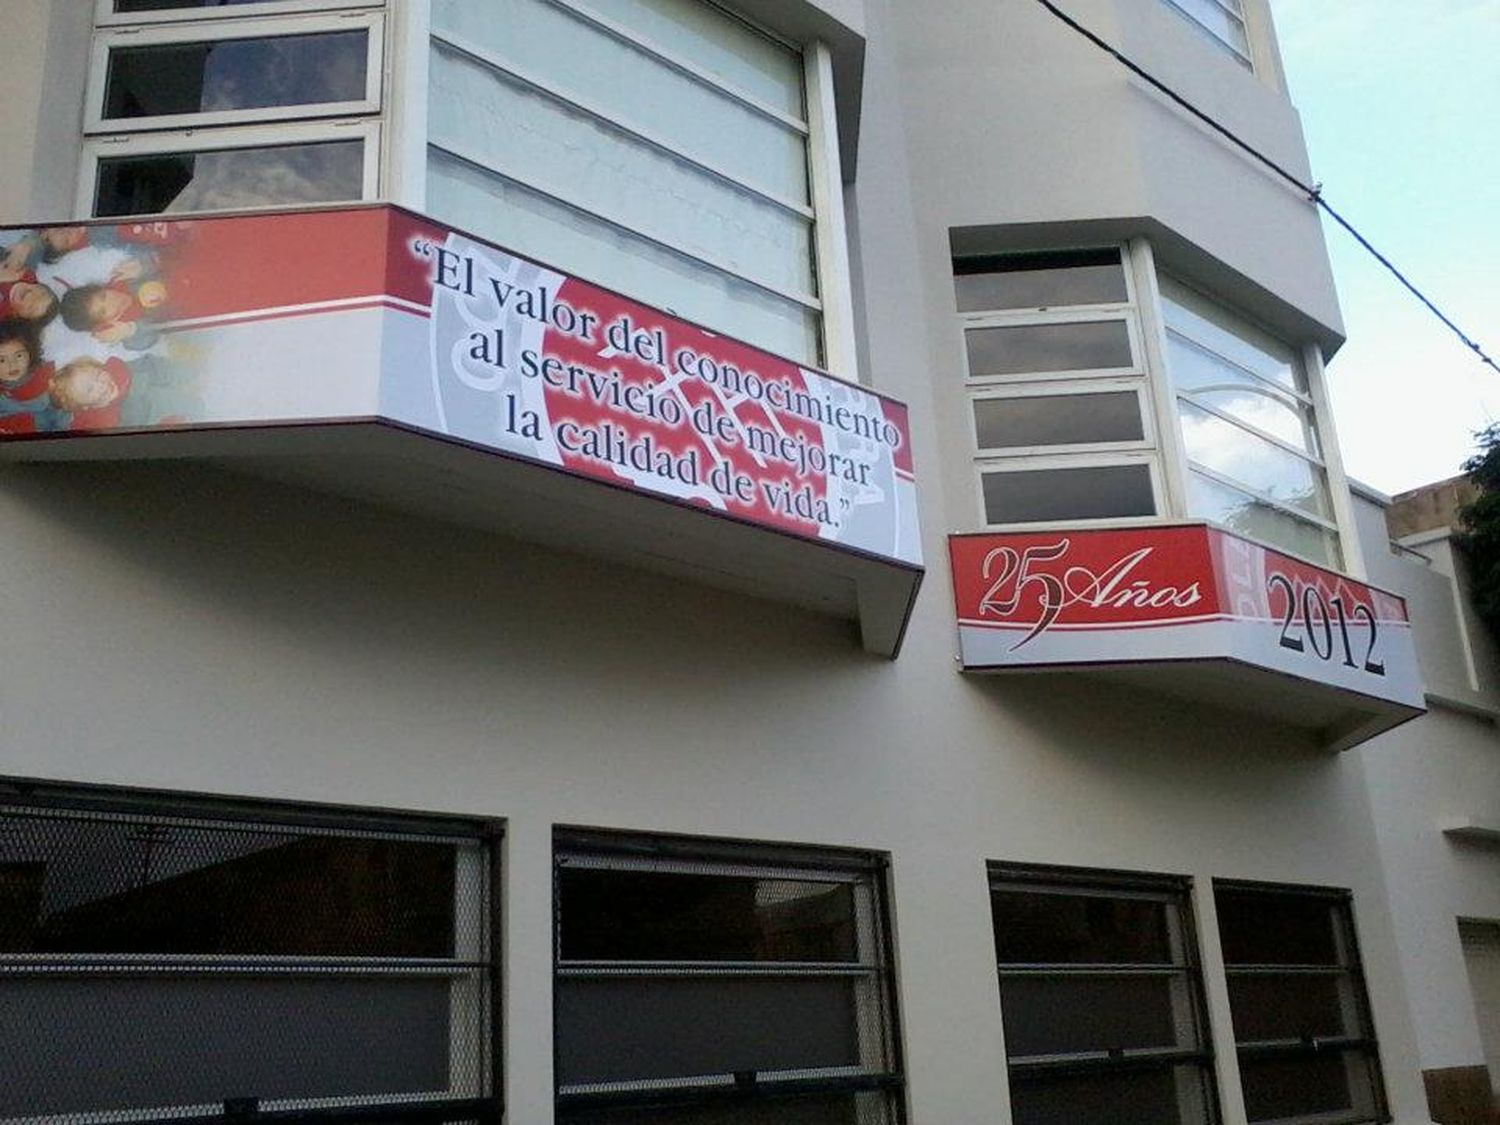 “El valor del conocimiento
al servicio de mejorar
la calidad de vida.”
25 Años
2012